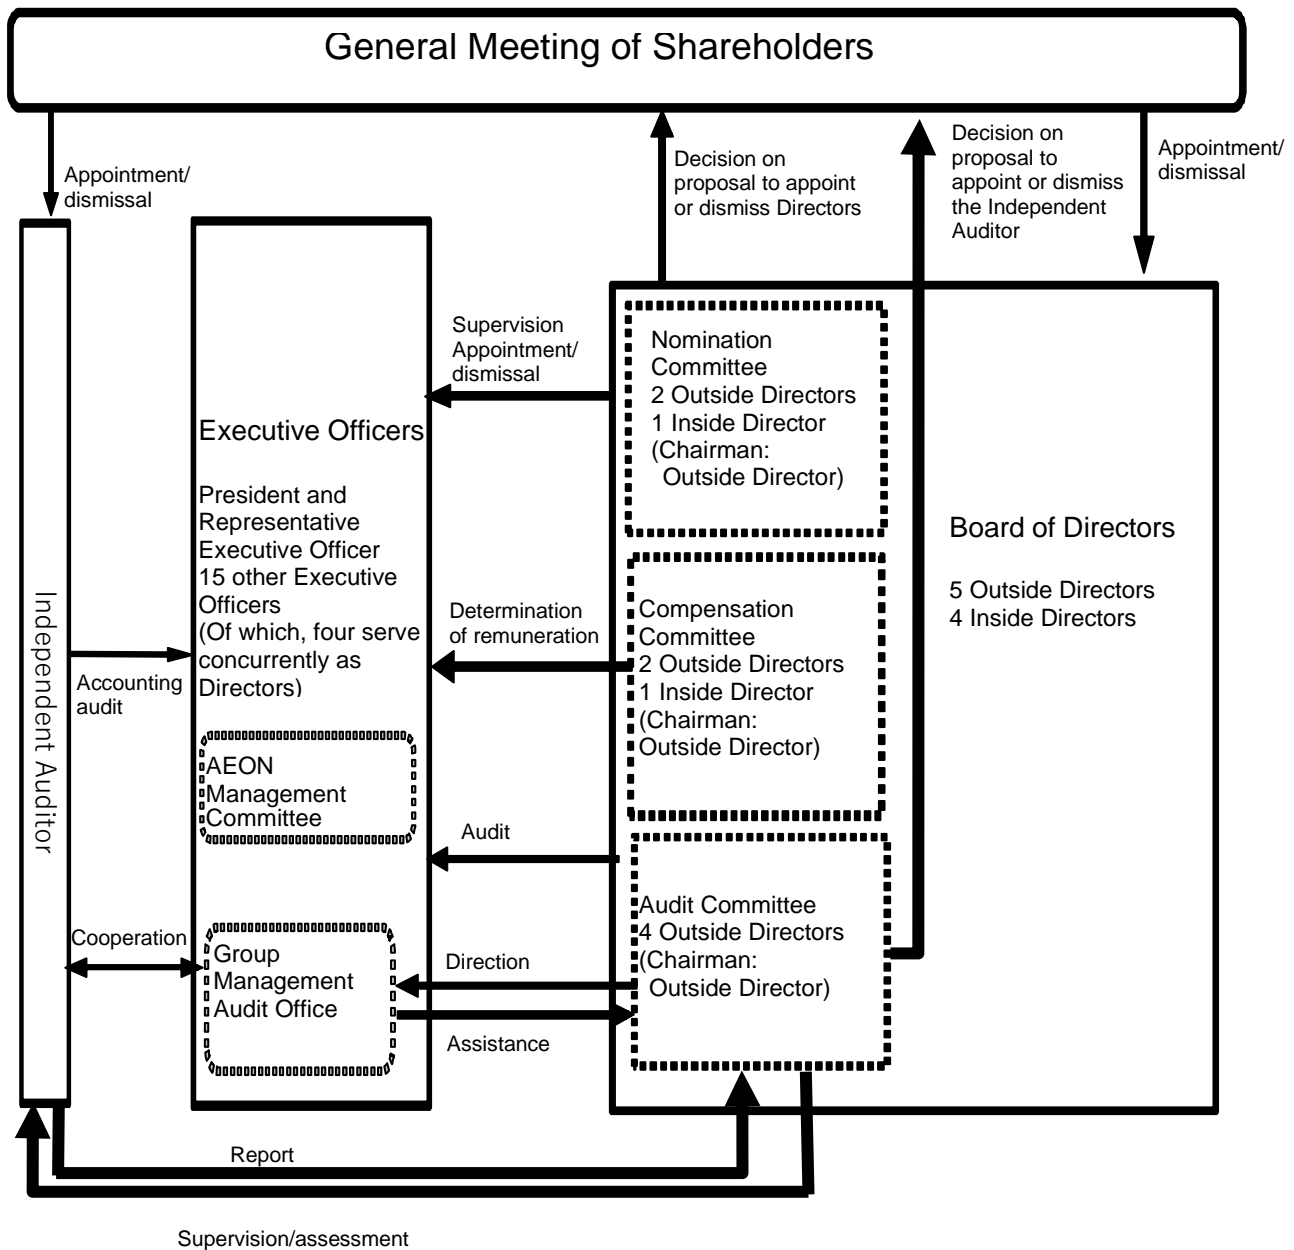 General Meeting of Shareholders
Appointment/
dismissal
Decision on
proposal to appoint
or dismiss Directors
Decision on
proposal to
appoint or dismiss
the Independent
Auditor
Appointment/
dismissal
Independent Auditor
Accounting
audit
Cooperation
Executive Officers
President and
Representative
Executive Officer
15 other Executive
Officers
(Of which, four serve
concurrently as
Directors)
AEON
Management
Committee
Group
Management
Audit Office
Supervision
Appointment/
dismissal
Determination
of remuneration
Audit
Direction
Assistance
Nomination
Committee
2 Outside Directors
1 Inside Director
(Chairman:
Outside Director)
Compensation
Committee
2 Outside Directors
1 Inside Director
(Chairman:
Outside Director)
Audit Committee
4 Outside Directors
(Chairman:
Outside Director)
Board of Directors
5 Outside Directors
4 Inside Directors
Report
Supervision/assessment